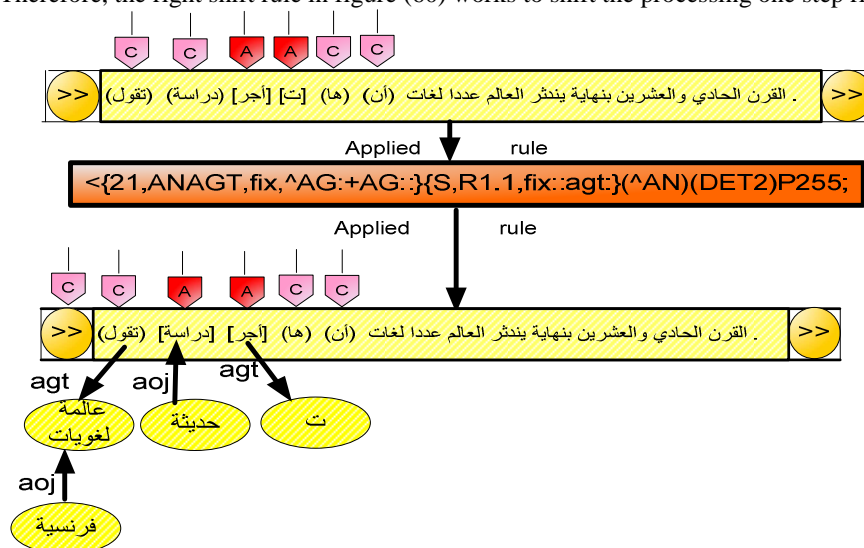 Therefore, the right shift rule in figure works to shift the processing one step
C C A A C C
>> . القرن الحادي والعشرين بنهاية يندثر العالم عددا لغات (أن) (ها) [ت] [أجر] (دراسة) (تقول) >>
Applied rule
<{21,ANAGT,fix,^AG:+AG::}{S,R1.1,fix::agt:}(^AN)(DET2)P255;
Applied rule
C C A A C C
>> . القرن الحادي والعشرين بنهاية يندثر العالم عددا لغات (أن) (ها) [أجر] [دراسة] (تقول) >>
agt aoj agt
عالمة
لغويات
حديثة
ت
aoj
فرنسية